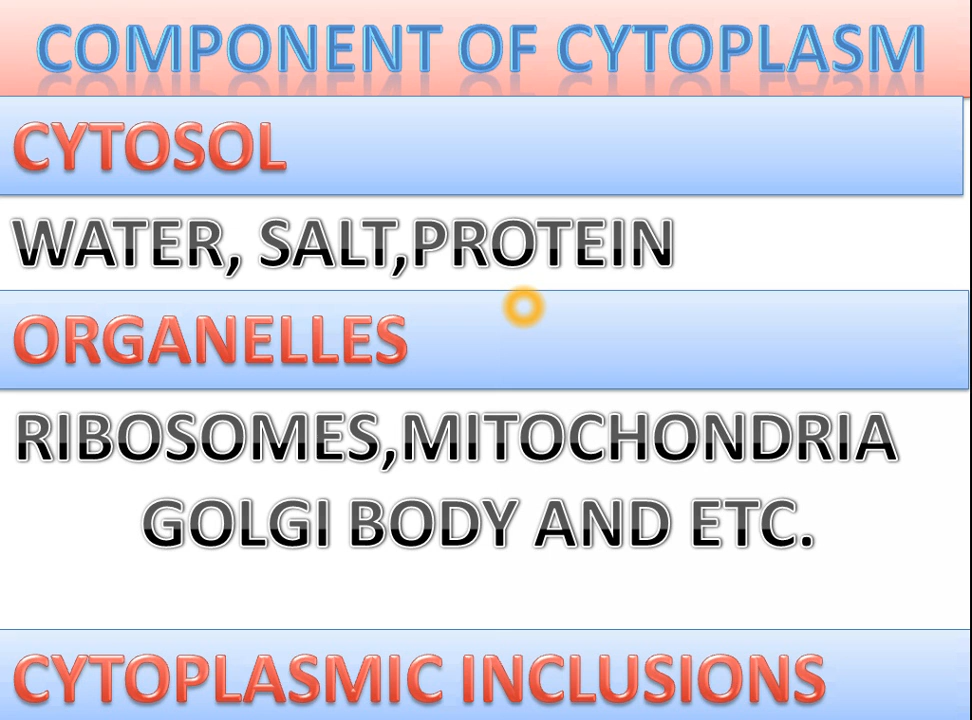 COMPONENT OF CYTOPLASM
CYTOSOL
WATER, SALT,PROTEIN
ORGANELLES
RIBOSOMES,MITOCHONDRIA
GOLGI BODY AND ETC.
CYTOPLASMIC INCLUSIONS